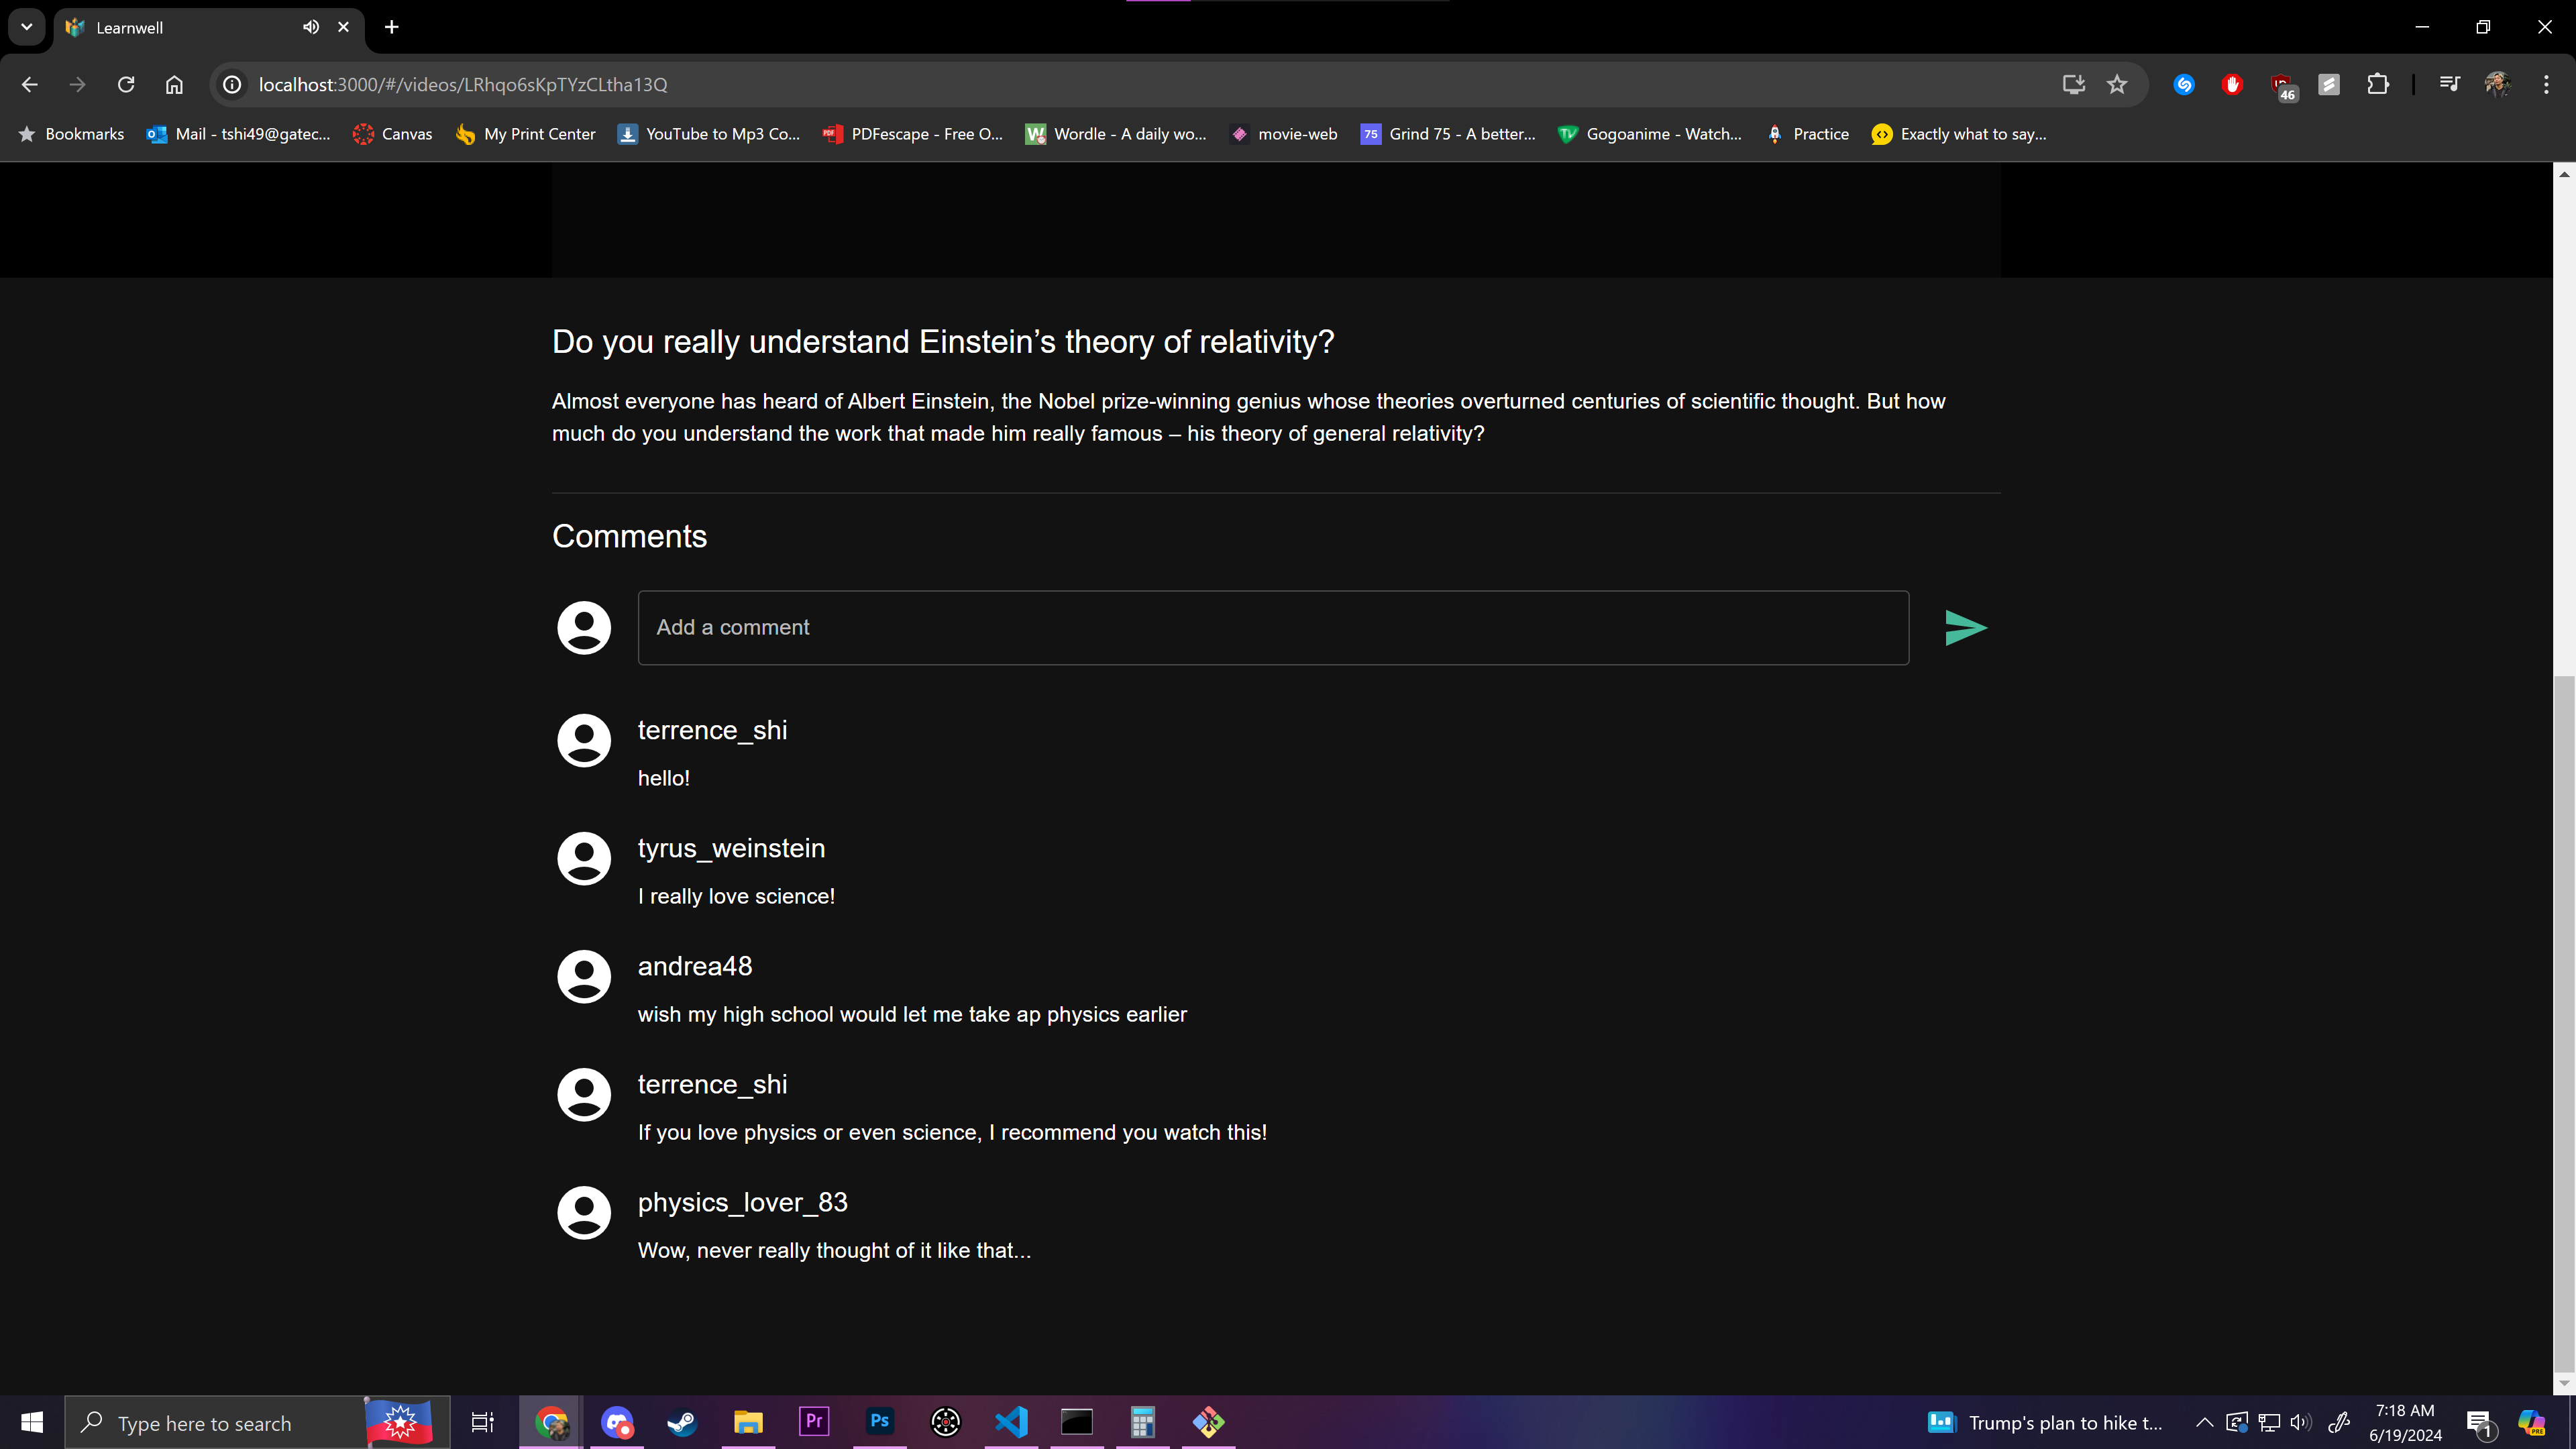 Learnwell
localhost:3000/#/videos/LRhqo6sKpTYzCLtha13Q
46
Bookmarks Mail - tshi49@gatec... Canvas My Print Center YouTube to Mp3 Co... PDFescape - Free O... Wordle - A daily wo... movie-web 75 Grind 75 - A better... Gogoanime - Watch... Practice Exactly what to say...
Do you really understand Einstein’s theory of relativity?
Almost everyone has heard of Albert Einstein, the Nobel prize-winning genius whose theories overturned centuries of scientific thought. But how
much do you understand the work that made him really famous – his theory of general relativity?
Comments
Add a comment
terrence_shi
hello!
tyrus_weinstein
I really love science!
andrea48
wish my high school would let me take ap physics earlier
terrence_shi
If you love physics or even science, I recommend you watch this!
physics_lover_83
Wow, never really thought of it like that...
Type here to search
Pr
Ps
Trump's plan to hike t...
7:18 AM
6/19/2024
1
PRE